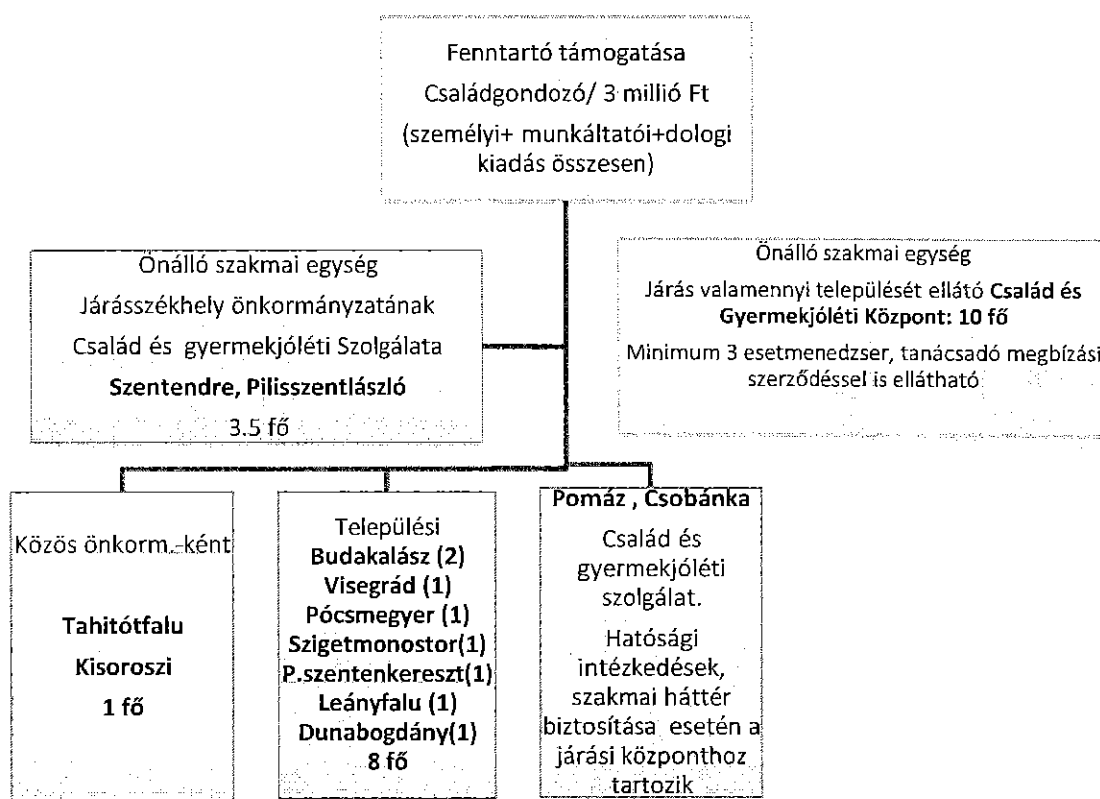 Fenntartó támogatása
Családgondozó/ 3 millió Ft
(személyi+ munkáltatói+dologi
kiadás összesen)
Önálló szakmai egység
Járásszékhely önkormányzatának
Család és gyermekjóléti Szolgálata
Szentendre, Pilisszentlászló
3.5 fő
Önálló szakmai egység
Járás valamennyi települését ellátó Család és
Gyermekjóléti Központ: 10 fő
Minimum 3 esetmenedzser, tanácsadó megbízási
szerződéssel is ellátható
Közös önkorm.-ként
Tahitótfalu
Kisoroszi
1 fő
Települési
Budakalász (2)
Visegrád (1)
Pócsmegyer (1)
Szigetmonostor(1)
P.szentenkereszt(1)
Leányfalu (1)
Dunabogdány(1)
8 fő
Pomáz , Csobánka
Család és
gyermekjóléti
szolgálat.
Hatósági
intézkedések,
szakmai háttér
biztosítása esetén a
járási központhoz
tartozik